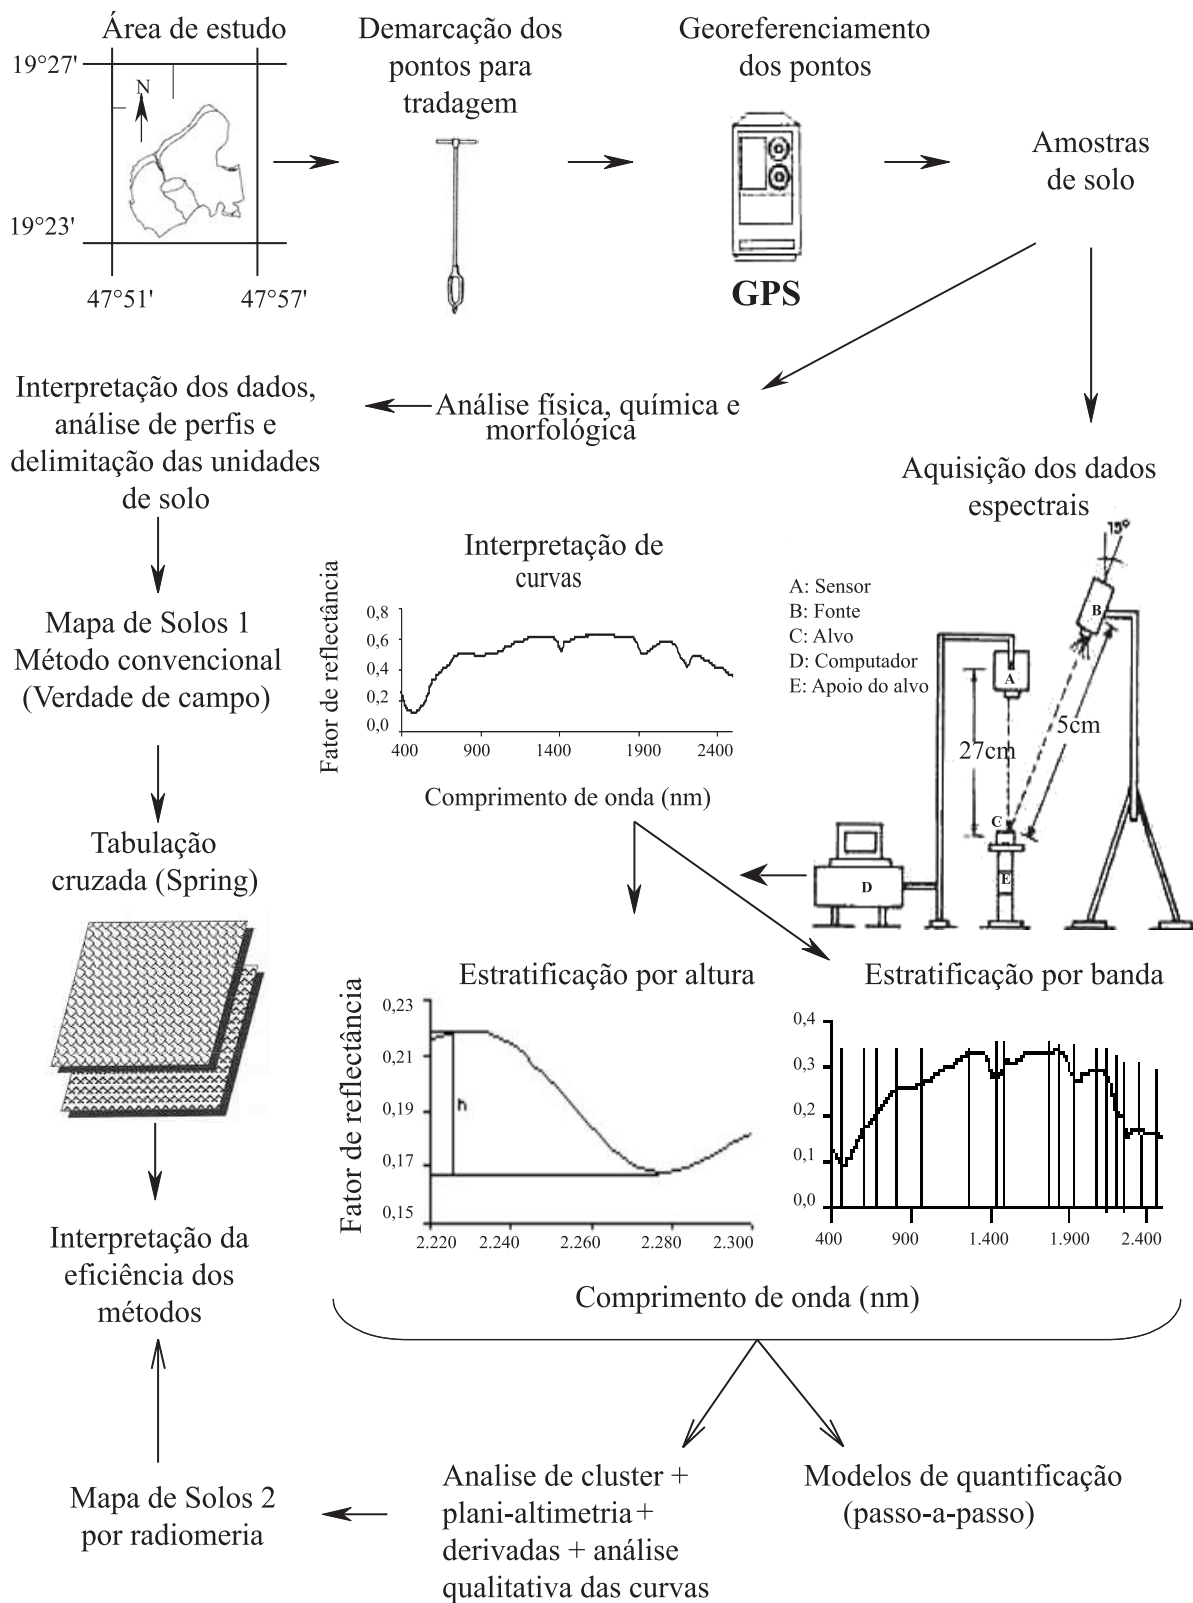 Área de estudo
19°27'
N
19°23'
47°51'
47°57'
Demarcação dos
pontos para
tradagem
Georeferenciamento
dos pontos
GPS
Amostras
de solo
Análise física, química e
morfológica
Interpretação dos dados,
análise de perfis e
delimitação das unidades
de solo
Mapa de Solos 1
Método convencional
(Verdade de campo)
Tabulação
cruzada (Spring)
Interpretação da
eficiência dos
métodos
Aquisição dos dados
espectrais
15°
A: Sensor
B: Fonte
C: Alvo
D: Computador
E: Apoio do alvo
A
B
C
D
E
27cm
5cm
Interpretação de
curvas
Fator de reflectância
0,8
0,6
0,4
0,2
0,0
400
900
1400
1900
2400
Comprimento de onda (nm)
Estratificação por altura
Fator de reflectância
0,23
0,21
0,19
0,17
0,15
h
2.220
2.240
2.260
2.280
2.300
Estratificação por banda
0,4
0,3
0,2
0,1
0,0
400
900
1.400
1.900
2.400
Comprimento de onda (nm)
Analise de cluster +
plani-altimetria +
derivadas + análise
qualitativa das curvas
Modelos de quantificação
(passo-a-passo)
Mapa de Solos 2
por radiomeria